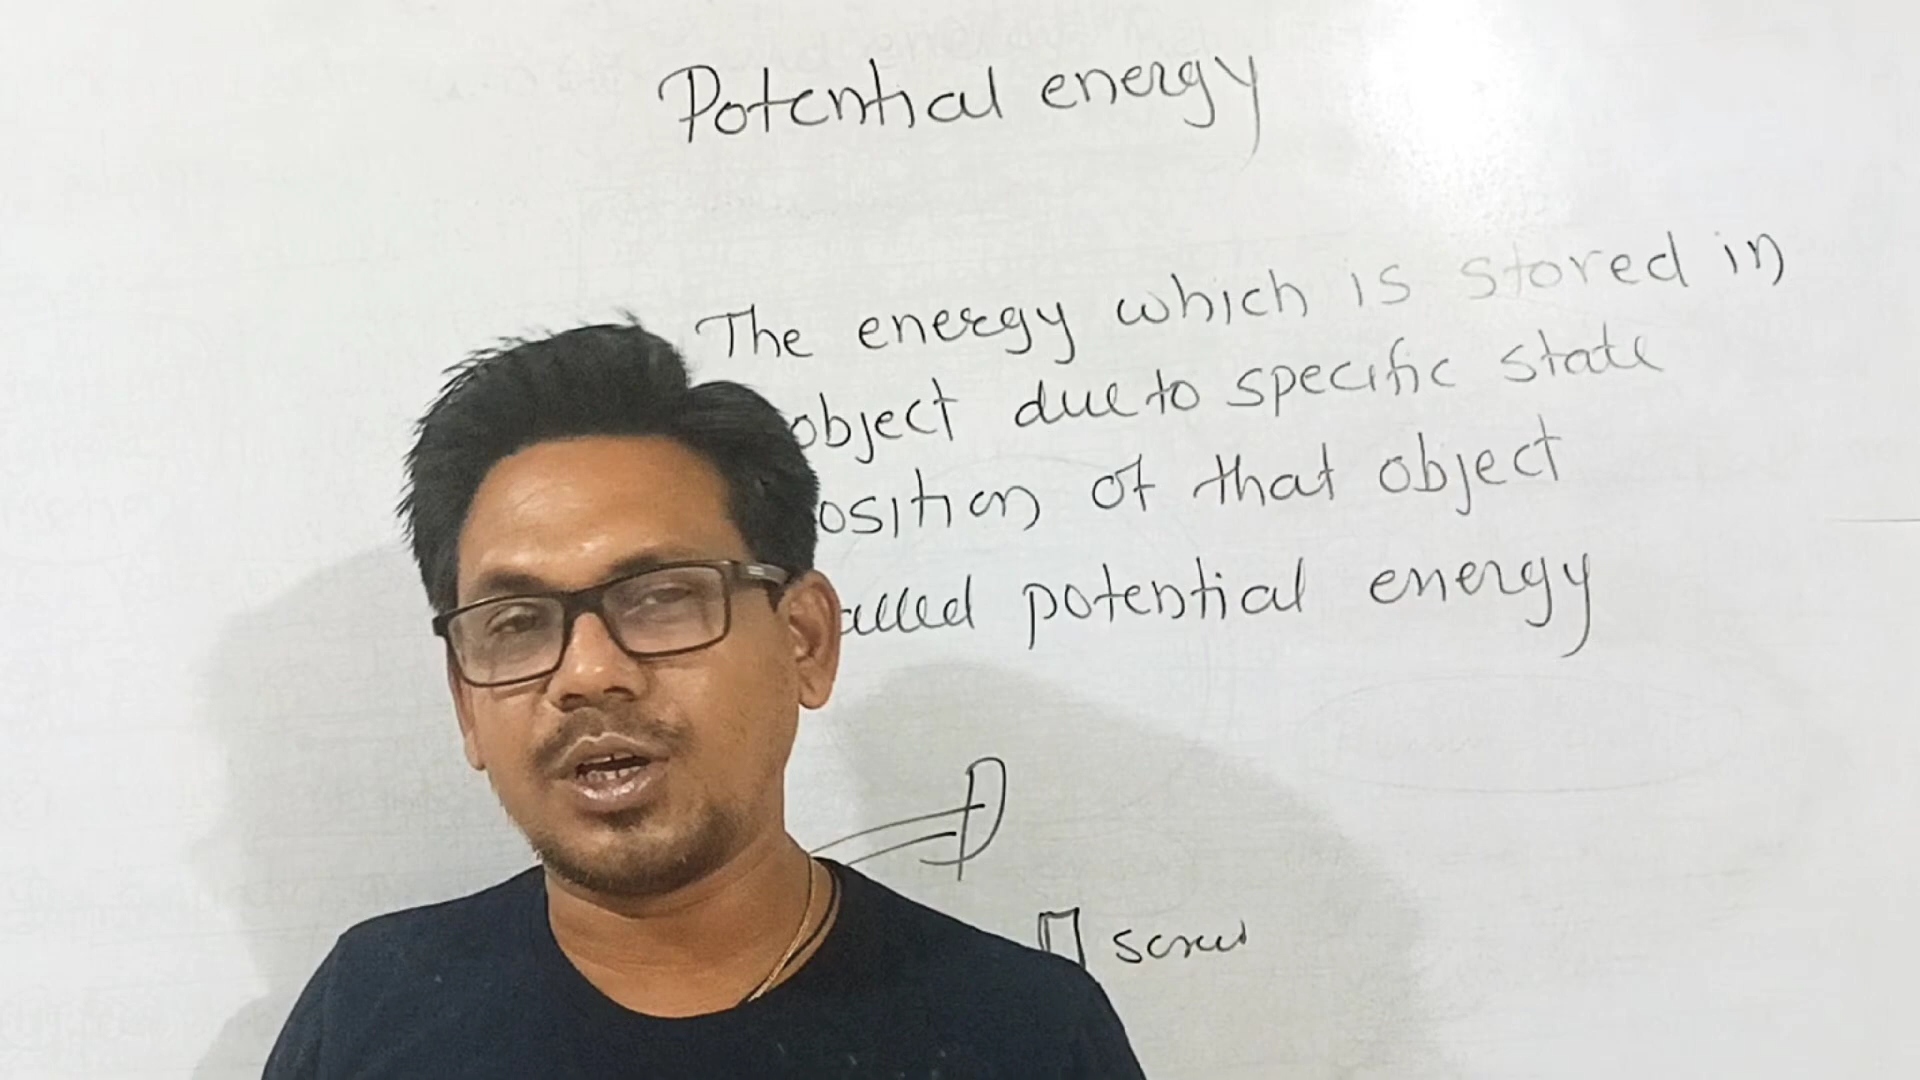 Potential energy
The energy which is stored in
object due to specific state
osition of that object
alled potential energy
screw